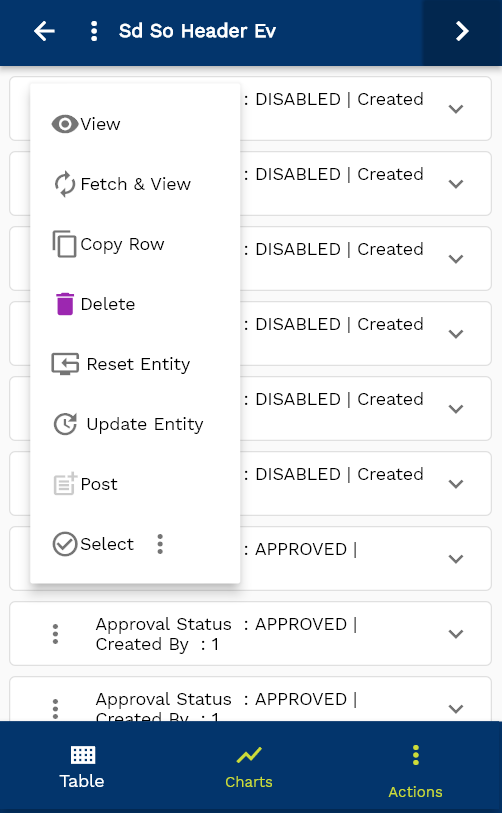 Sd So Header Ev
: DISABLED | Created
View
: DISABLED | Created
Fetch & View
: DISABLED | Created
Copy Row
: DISABLED | Created
Delete
Reset Entity
: DISABLED | Created
Update Entity
: DISABLED | Created
Post
Select
: APPROVED |
Approval Status : APPROVED |
Created By : 1
Approval Status : APPROVED |
Created By : 1
Table
Charts
Actions